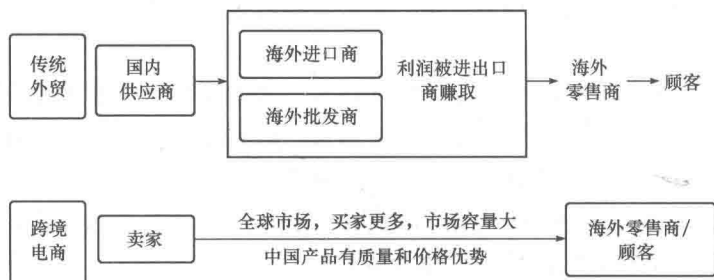 传统
外贸
国内
供应商
海外进口商
海外批发商
利润被进出口
商赚取
海外
零售商
顾客
跨境
电商
卖家
全球市场，买家更多，市场容量大
中国产品有质量和价格优势
海外零售商/
顾客